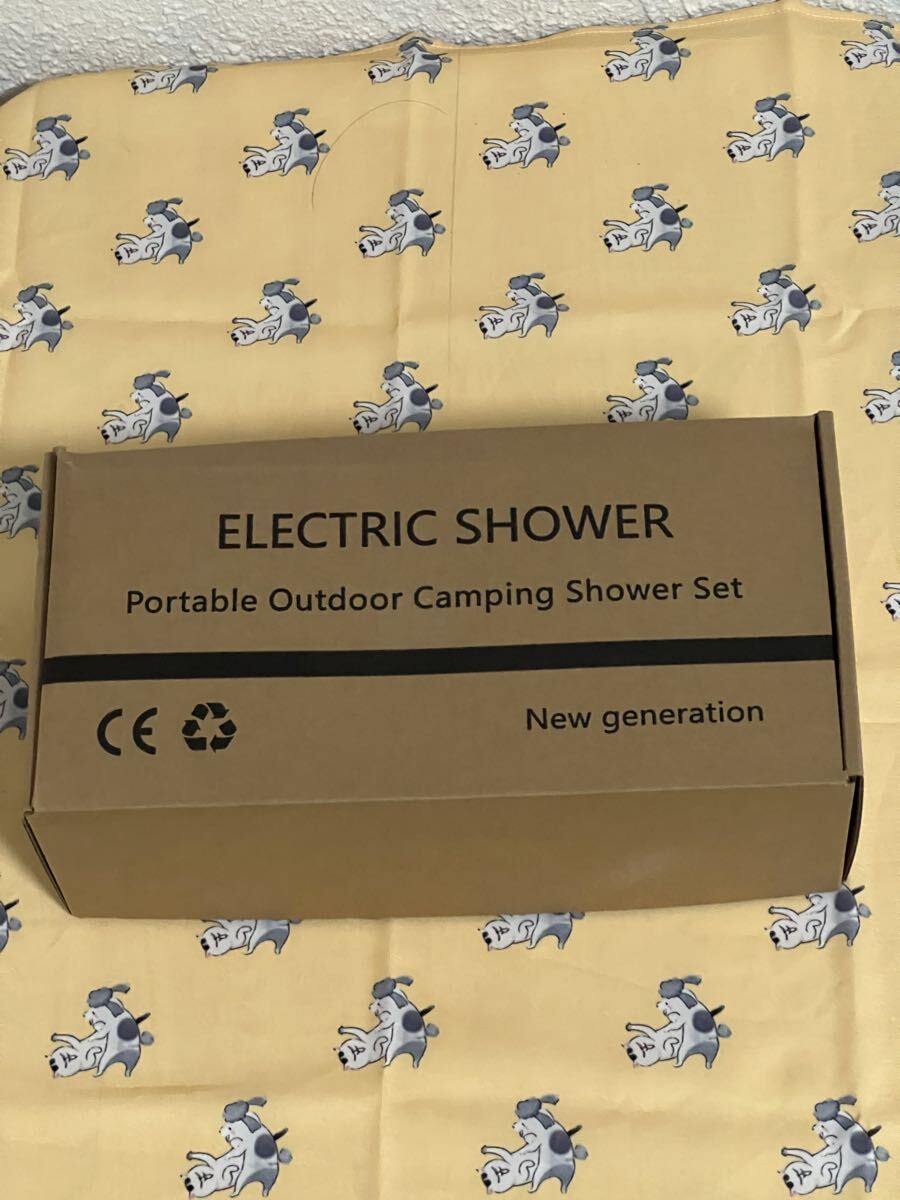 ELECTRIC SHOWER
Portable Outdoor Camping Shower Set
CE
New generation